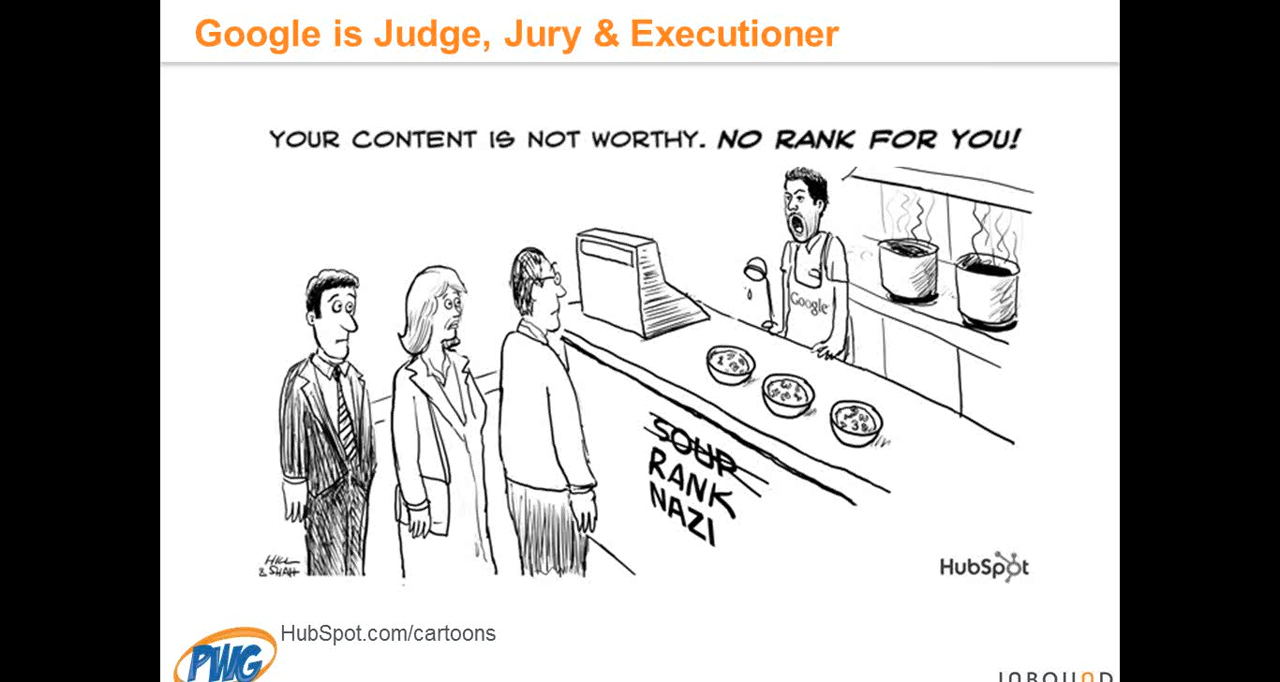 Google is Judge, Jury & Executioner
YOUR CONTENT IS NOT WORTHY. NO RANK FOR YOU!
Google
SOUP
RANK
NAZI
HILL
& SHAH
HubSpot
HubSpot.com/cartoons
PWG
INBOUND